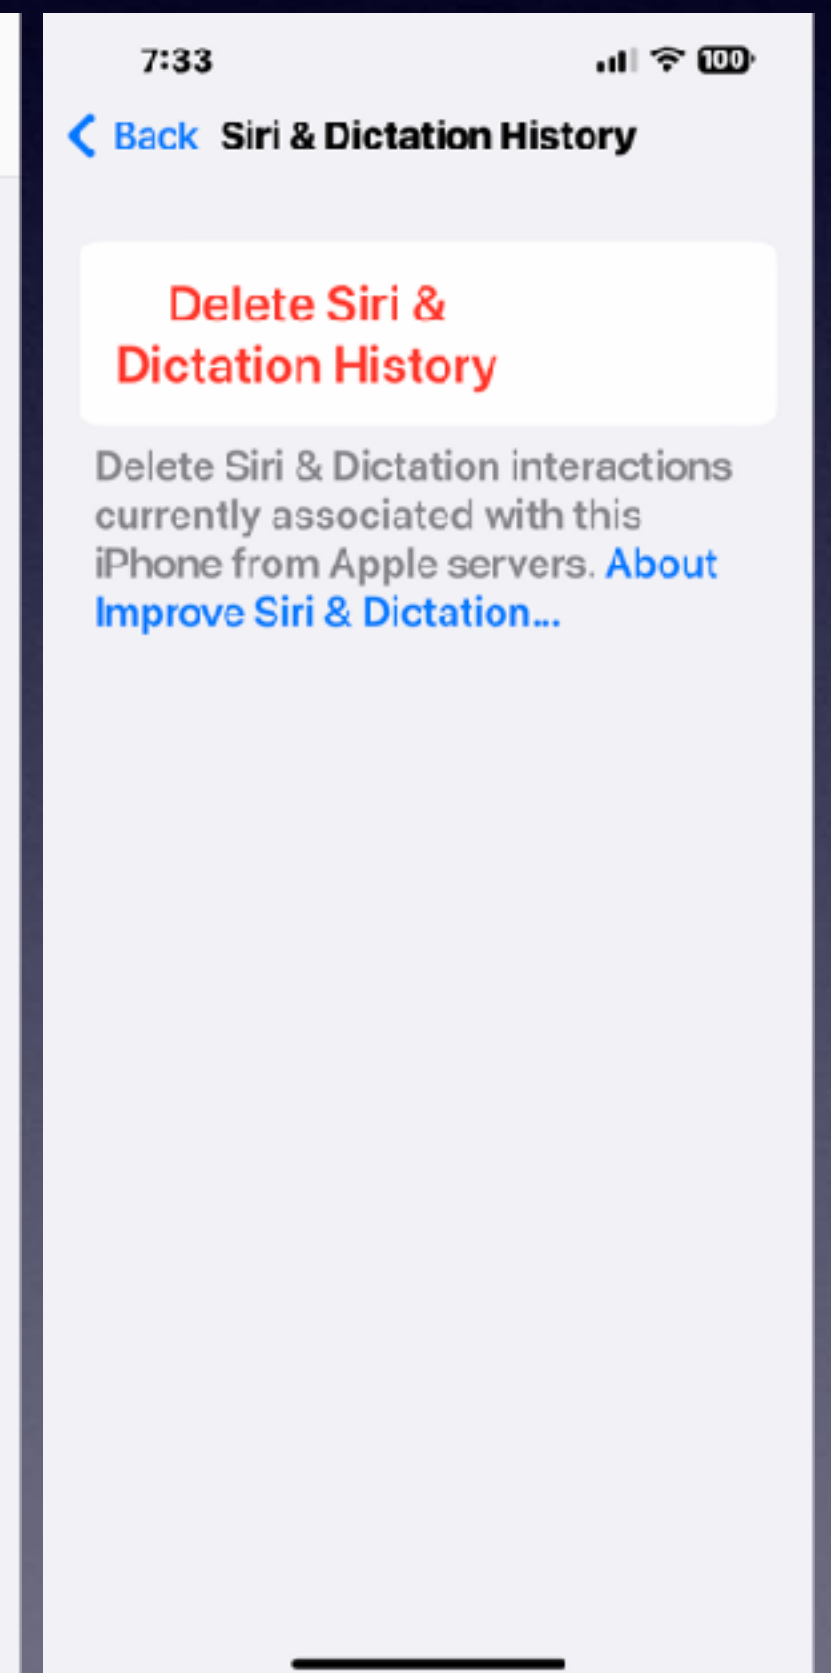 7:33
100
Back Siri & Dictation History
Delete Siri &
Dictation History
Delete Siri & Dictation interactions
currently associated with this
iPhone from Apple servers. About
Improve Siri & Dictation...